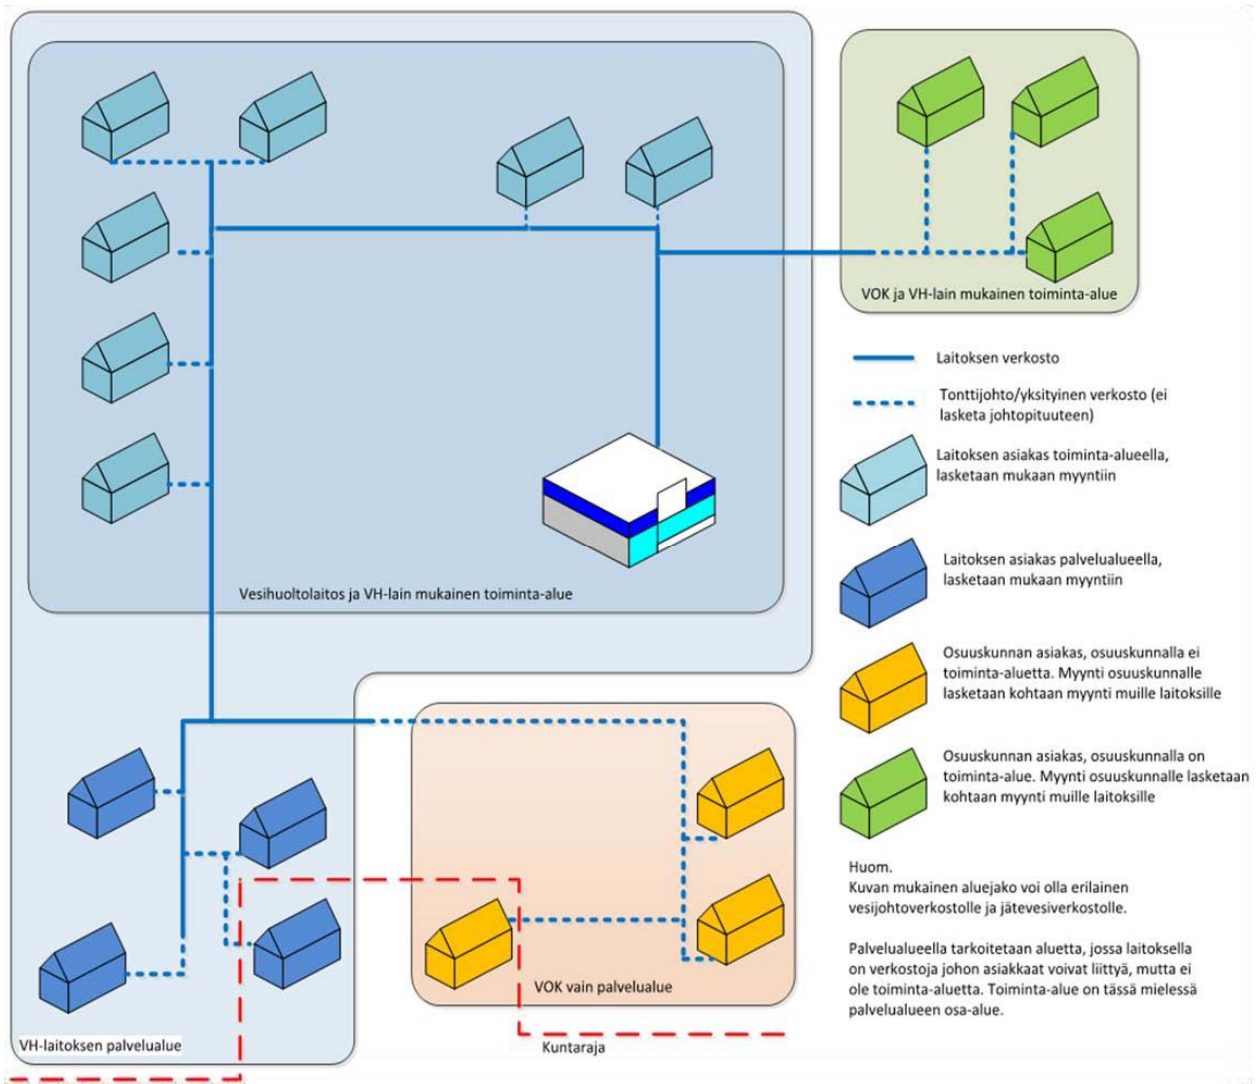 VOK ja VH-lain mukainen toiminta-alue
Laitoksen verkosto
Tonttijohto/yksityinen verkosto (ei
lasketa johtopituuteen)
Laitoksen asiakas toiminta-alueella,
lasketaan mukaan myyntiin
Laitoksen asiakas palvelualueella,
lasketaan mukaan myyntiin
Vesihuoltolaitos ja VH-lain mukainen toiminta-alue
Osuuskunnan asiakas, osuuskunnalla ei
toiminta-aluetta. Myynti osuuskunnalle
lasketaan kohtaan myynti muille laitoksille
Osuuskunnan asiakas, osuuskunnalla on
toiminta-alue. Myynti osuuskunnalle lasketaan
kohtaan myynti muille laitoksille
Huom.
Kuvan mukainen aluejako voi olla erilainen
vesijohtoverkostolle ja jätevesiverkostolle.
Palvelualueella tarkoitetaan aluetta, jossa laitoksella
on verkostoja johon asiakkaat voivat liittyä, mutta ei
ole toiminta-aluetta. Toiminta-alue on tässä mielessä
palvelualueen osa-alue.
VOK vain palvelualue
VH-laitoksen palvelualue
Kuntaraja